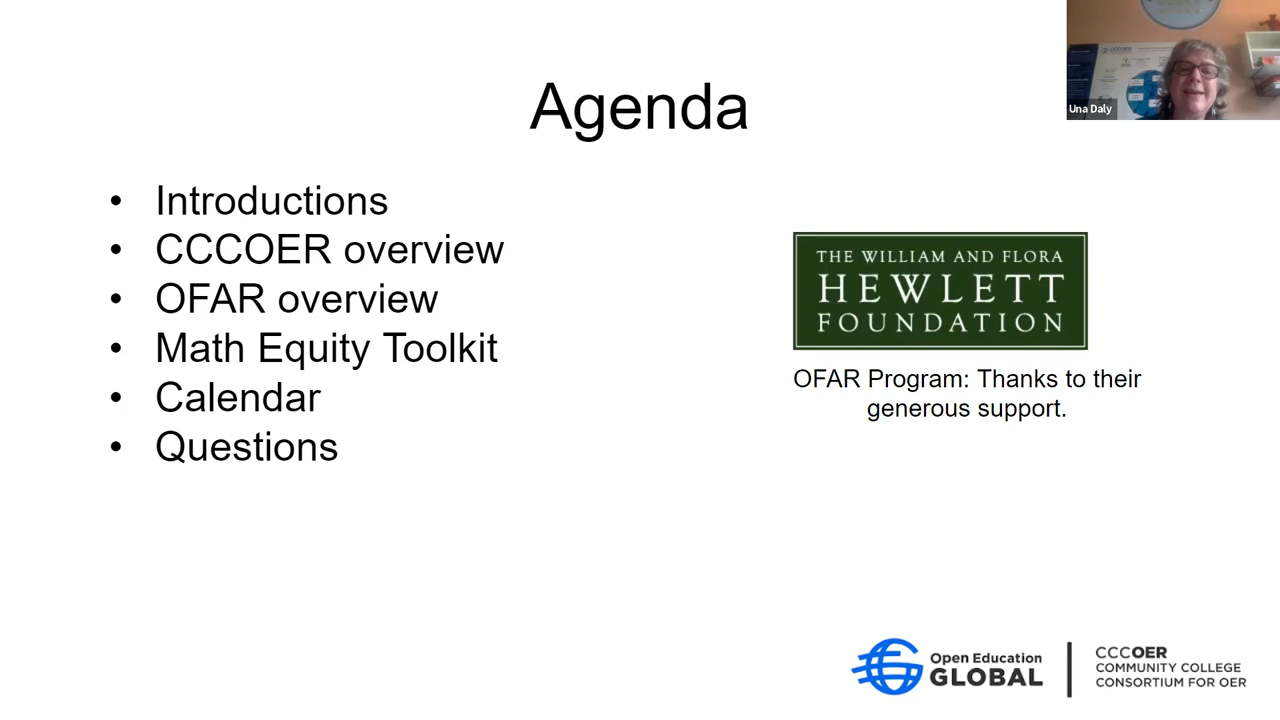 Agenda
• Introductions
• CCCOER overview
• OFAR overview
• Math Equity Toolkit
• Calendar
• Questions
THE WILLIAM AND FLORA
HEWLETT
FOUNDATION
OFAR Program: Thanks to their
generous support.
Una Daly
CCCOER
Open Education
GLOBAL
CCCOER
COMMUNITY COLLEGE
CONSORTIUM FOR OER